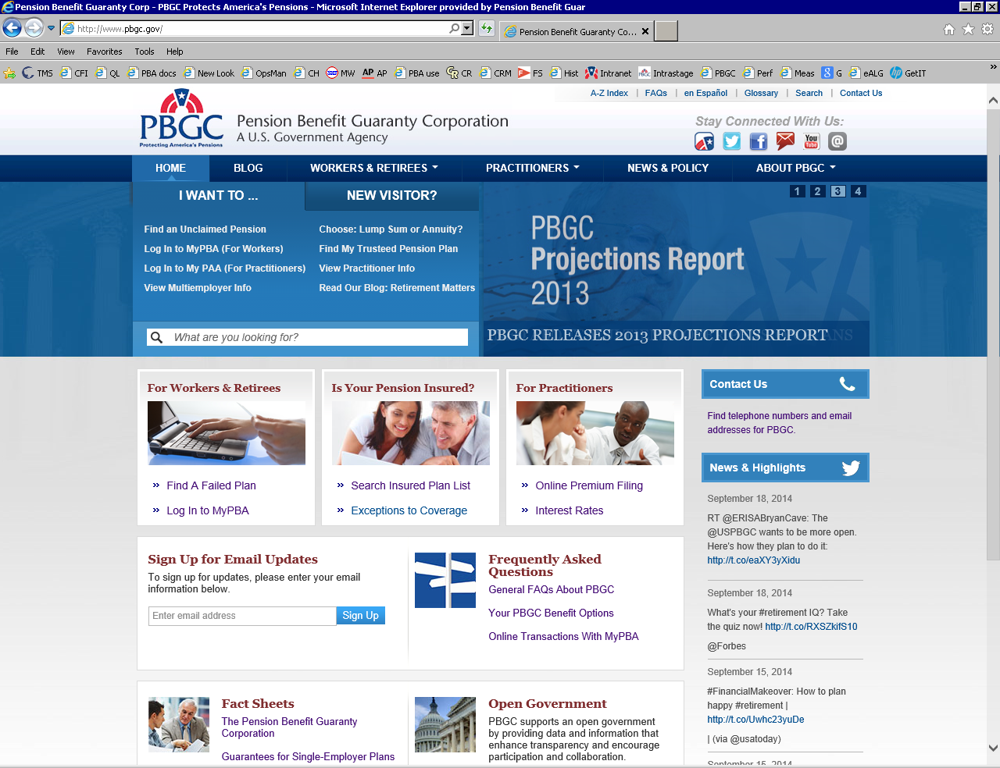 Pension Benefit Guaranty Corp - PBGC Protects America's Pensions - Microsoft Internet Explorer provided by Pension Benefit Guar
http://www.pbgc.gov/
Pension Benefit Guaranty Co...
File Edit View Favorites Tools Help
TMS CFI QL PBA docs New Look OpsMan CH MW AP AP PBA use CR CRM FS Hist Intranet Intrastage PBGC Perf Meas G eALG GetIT
A-Z Index | FAQs | en Español | Glossary | Search | Contact Us
PBGC
Protecting America's Pensions
Pension Benefit Guaranty Corporation
A U.S. Government Agency
Stay Connected With Us:
You Tube
HOME BLOG WORKERS & RETIREES PRACTITIONERS NEWS & POLICY ABOUT PBGC
I WANT TO ... NEW VISITOR?
Find an Unclaimed Pension
Log In to MyPBA (For Workers)
Log In to My PAA (For Practitioners)
View Multiemployer Info
Choose: Lump Sum or Annuity?
Find My Trusteed Pension Plan
View Practitioner Info
Read Our Blog: Retirement Matters
What are you looking for?
1 2 3 4
PBGC
Projections Report
2013
PBGC RELEASES 2013 PROJECTIONS REPORT
For Workers & Retirees
» Find A Failed Plan
» Log In to MyPBA
Is Your Pension Insured?
» Search Insured Plan List
» Exceptions to Coverage
For Practitioners
» Online Premium Filing
» Interest Rates
Sign Up for Email Updates
To sign up for updates, please enter your email
information below.
Enter email address Sign Up
Frequently Asked
Questions
General FAQs About PBGC
Your PBGC Benefit Options
Online Transactions With MyPBA
Fact Sheets
The Pension Benefit Guaranty
Corporation
Guarantees for Single-Employer Plans
Open Government
PBGC supports an open government
by providing data and information that
enhance transparency and encourage
participation and collaboration.
Contact Us
Find telephone numbers and email
addresses for PBGC.
News & Highlights
September 18, 2014
RT @ERISABryanCave: The
@USPBGC wants to be more open.
Here's how they plan to do it:
http://t.co/eaXY3yXidu
September 18, 2014
What's your #retirement IQ? Take
the quiz now! http://t.co/RXSZkifS10
@Forbes
September 15, 2014
#FinancialMakeover: How to plan
happy #retirement |
http://t.co/Uwhc23yuDe
| (via @usatoday)
September 15, 2014